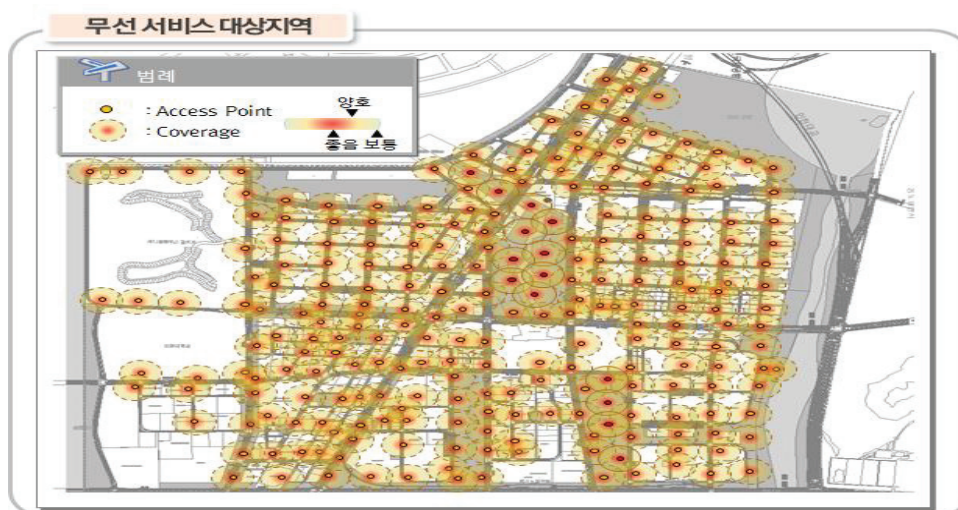 무선 서비스 대상지역
범례
: Access Point
: Coverage
양호
좋음 보통